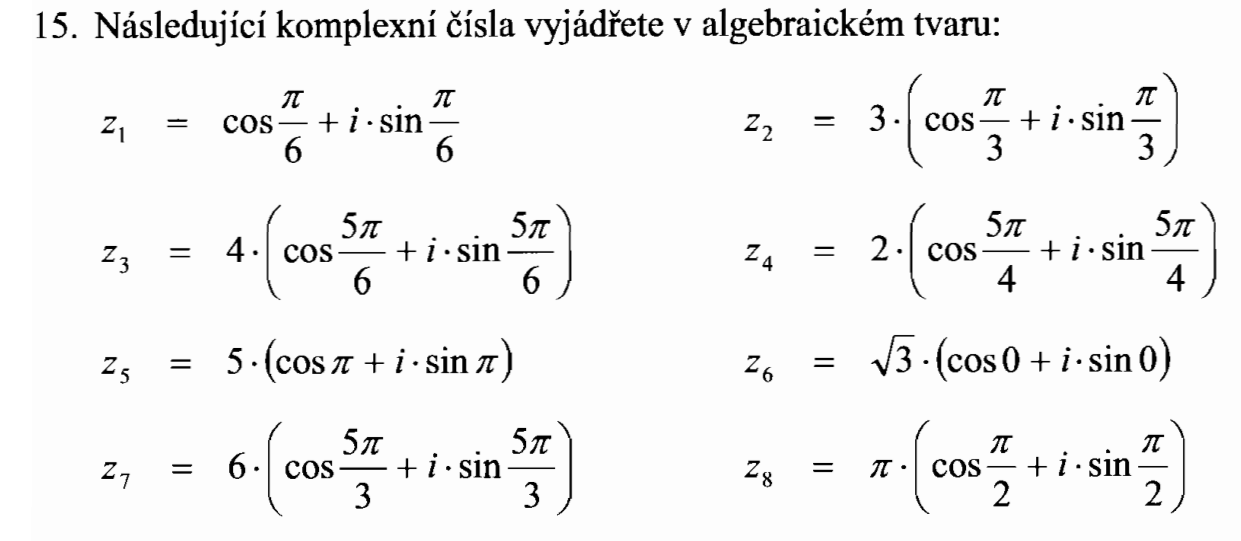 15. Následující komplexní čísla vyjádřete v algebraickém tvaru:
z₁ = cos π/6 + i · sin π/6
z₂ = 3 · (cos π/3 + i · sin π/3)
z₃ = 4 · (cos 5π/6 + i · sin 5π/6)
z₄ = 2 · (cos 5π/4 + i · sin 5π/4)
z₅ = 5 · (cos π + i · sin π)
z₆ = √3 · (cos 0 + i · sin 0)
z₇ = 6 · (cos 5π/3 + i · sin 5π/3)
z₈ = π · (cos π/2 + i · sin π/2)